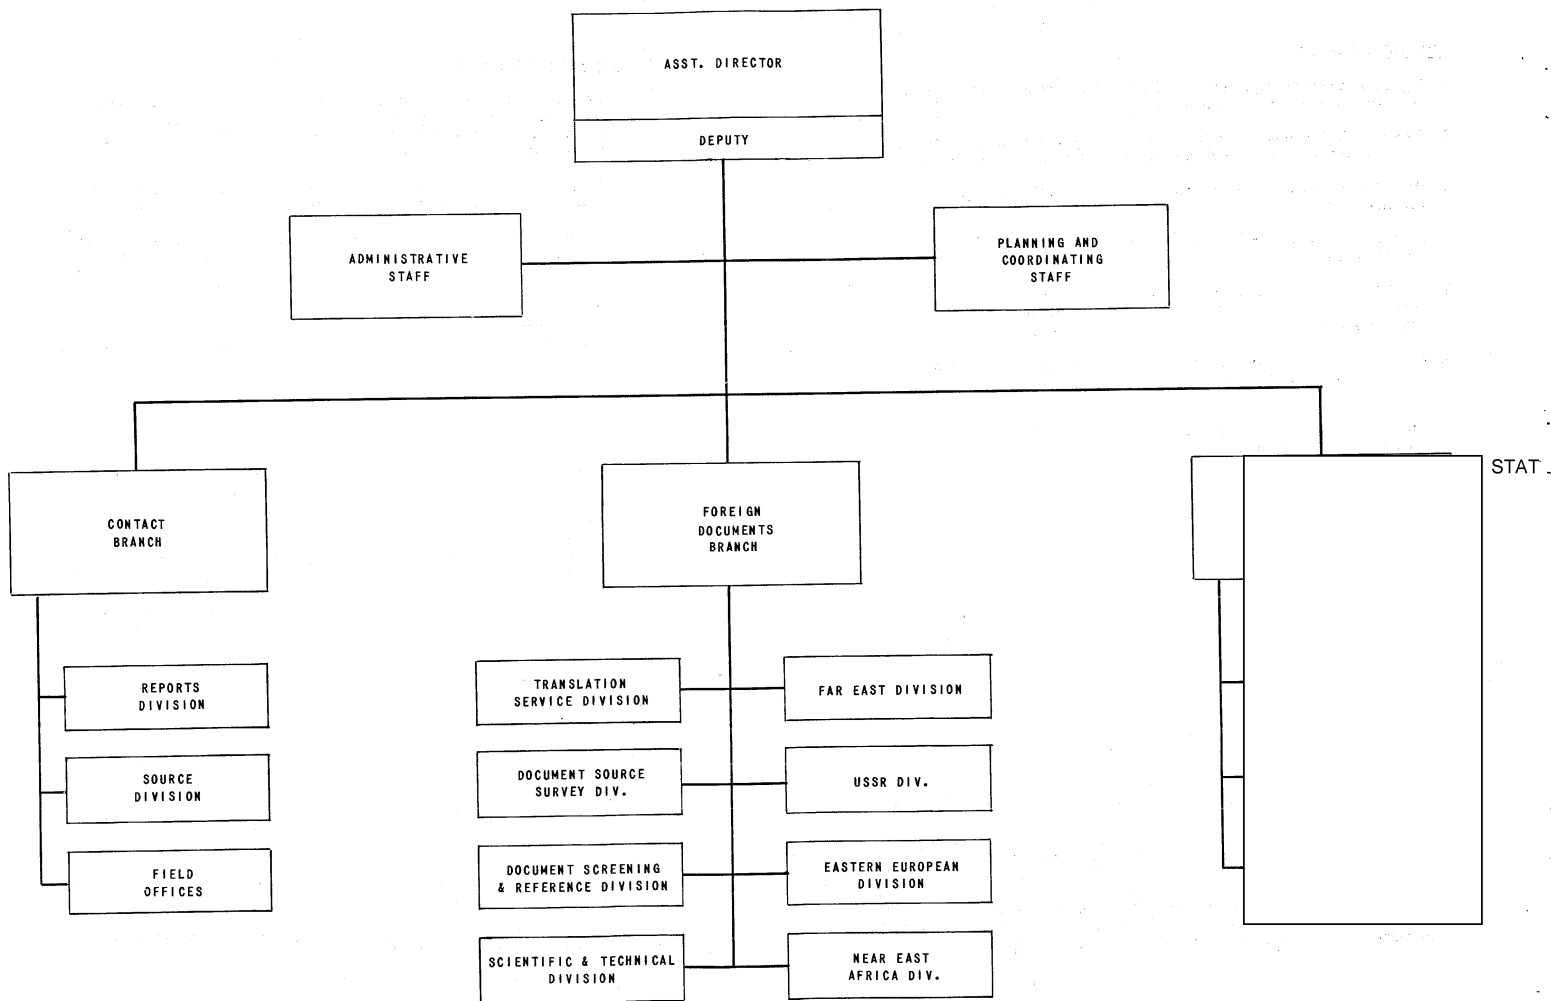 ASST. DIRECTOR
DEPUTY
ADMINISTRATIVE
STAFF
PLANNING AND
COORDINATING
STAFF
STAT
CONTACT
BRANCH
FOREIGN
DOCUMENTS
BRANCH
REPORTS
DIVISION
SOURCE
DIVISION
FIELD
OFFICES
TRANSLATION
SERVICE DIVISION
FAR EAST DIVISION
DOCUMENT SOURCE
SURVEY DIV.
USSR DIV.
DOCUMENT SCREENING
& REFERENCE DIVISION
EASTERN EUROPEAN
DIVISION
SCIENTIFIC & TECHNICAL
DIVISION
NEAR EAST
AFRICA DIV.